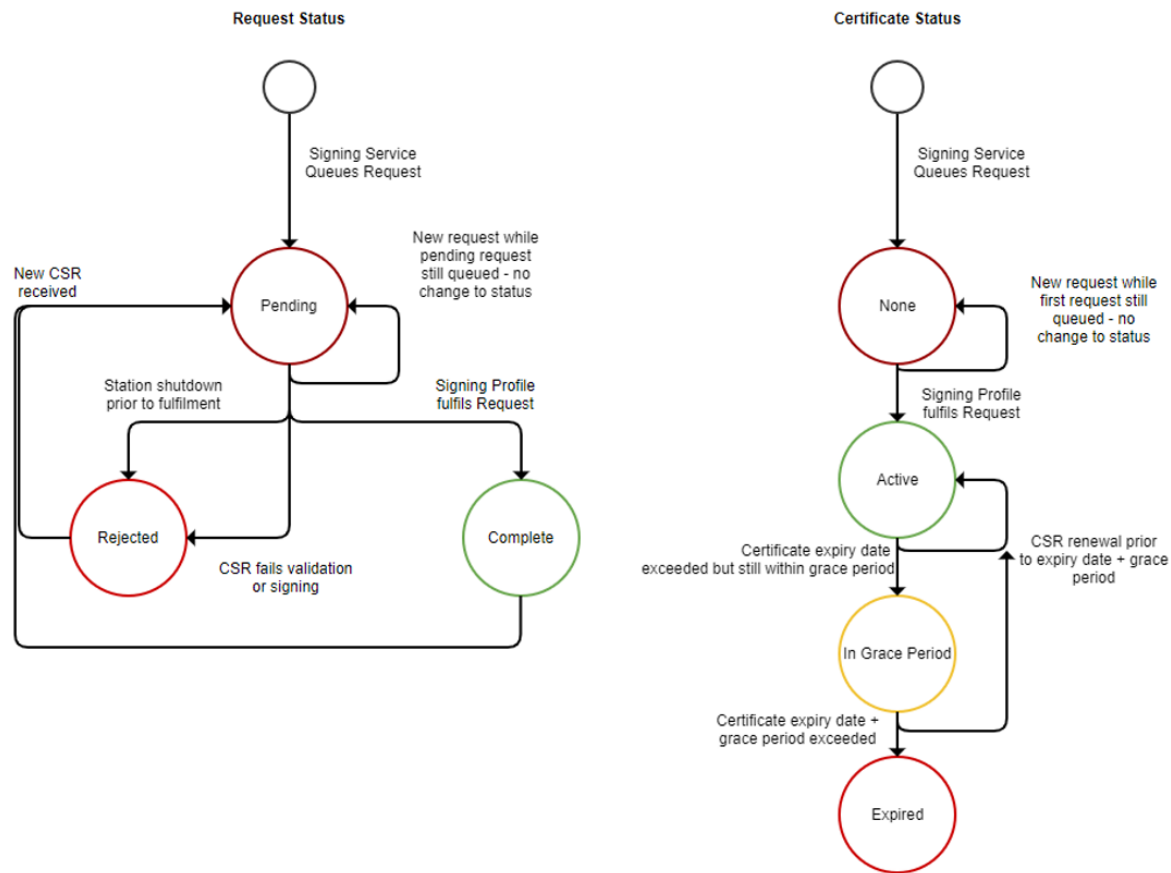 Request Status
Signing Service
Queues Request
New request while
pending request
still queued - no
change to status
New CSR
received
Pending
Station shutdown
prior to fulfilment
Signing Profile
fulfils Request
Rejected
Complete
CSR fails validation
or signing
Certificate Status
Signing Service
Queues Request
None
New request while
first request still
queued - no
change to status
Signing Profile
fulfils Request
Active
Certificate expiry date
exceeded but still within grace period
CSR renewal prior
to expiry date + grace
period
In Grace Period
Certificate expiry date +
grace period exceeded
Expired